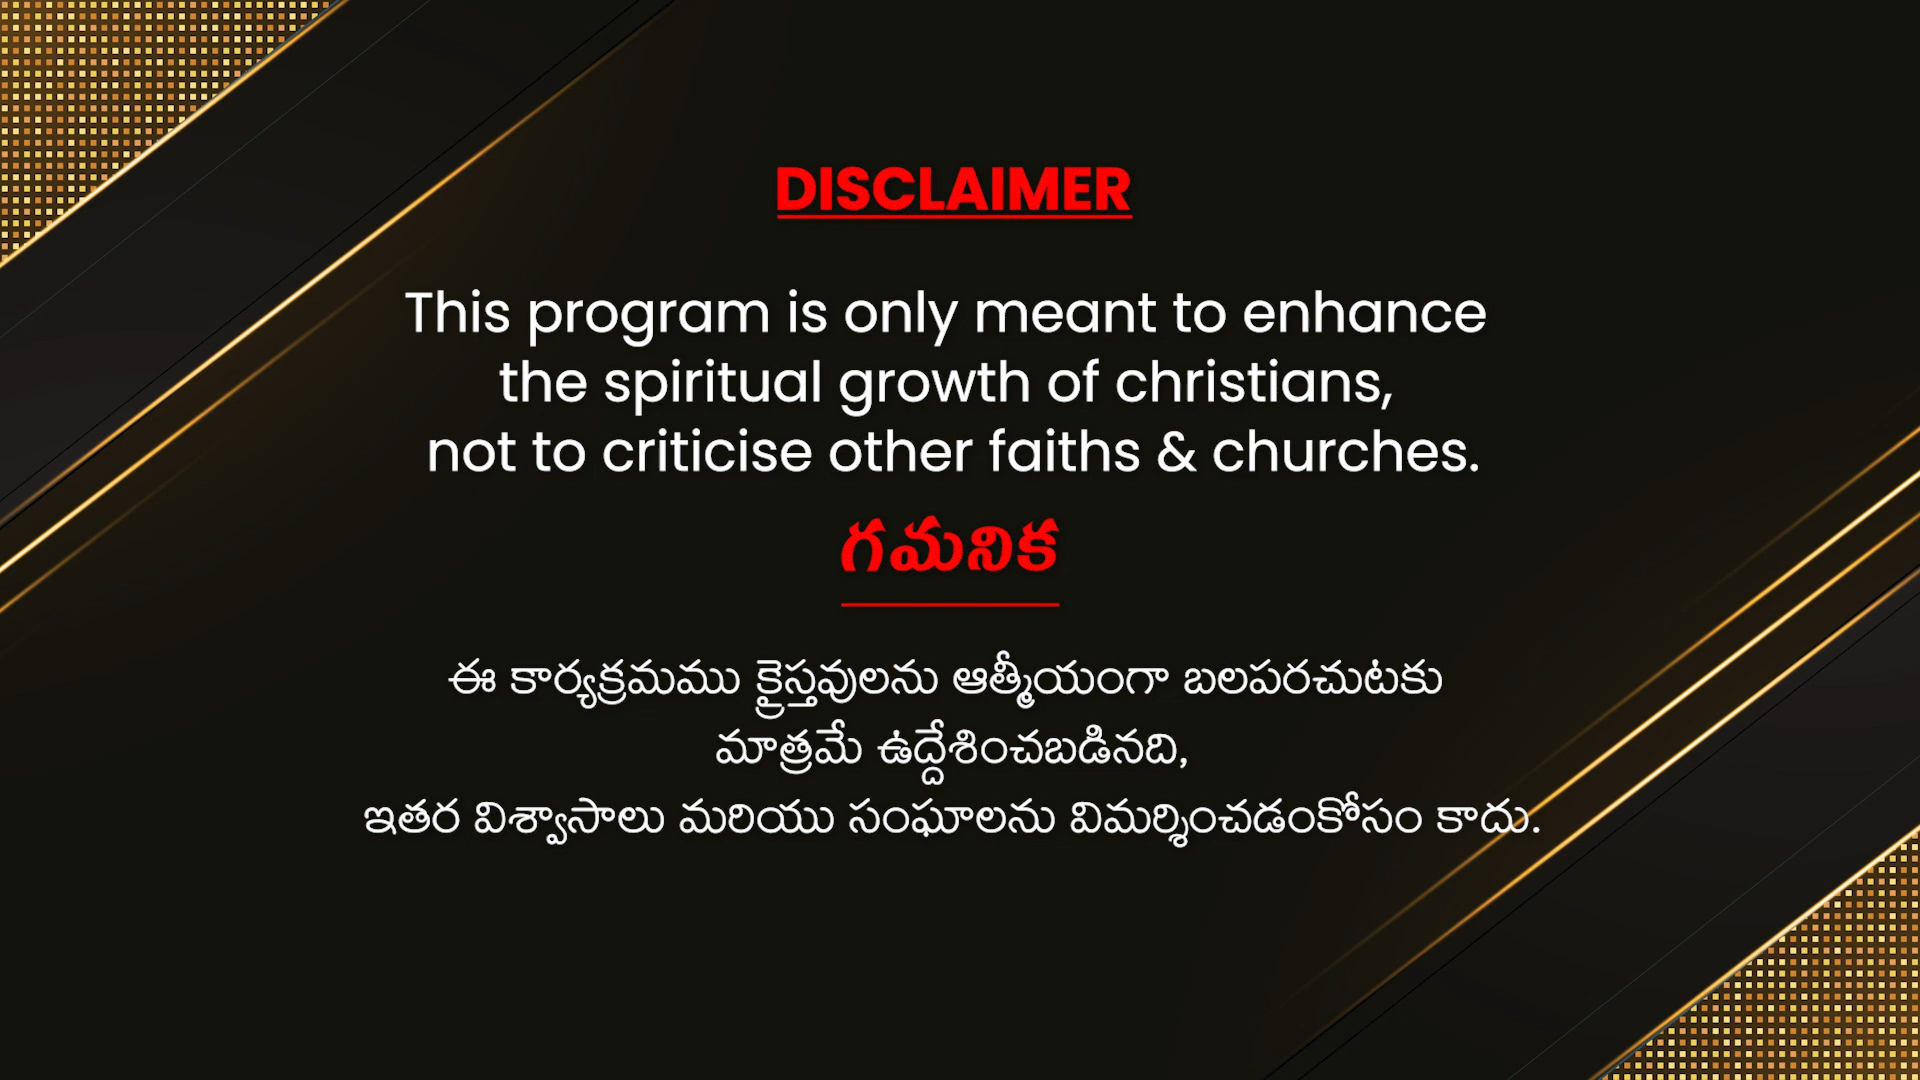 DISCLAIMER
This program is only meant to enhance
the spiritual growth of christians,
not to criticise other faiths & churches.
గమనిక
ఈ కార్యక్రమము క్రైస్తవులను ఆత్మీయంగా బలపరచుటకు
మాత్రమే ఉద్దేశించబడినది,
ఇతర విశ్వాసాలు మరియు సంఘాలను విమర్శించడంకోసం కాదు.